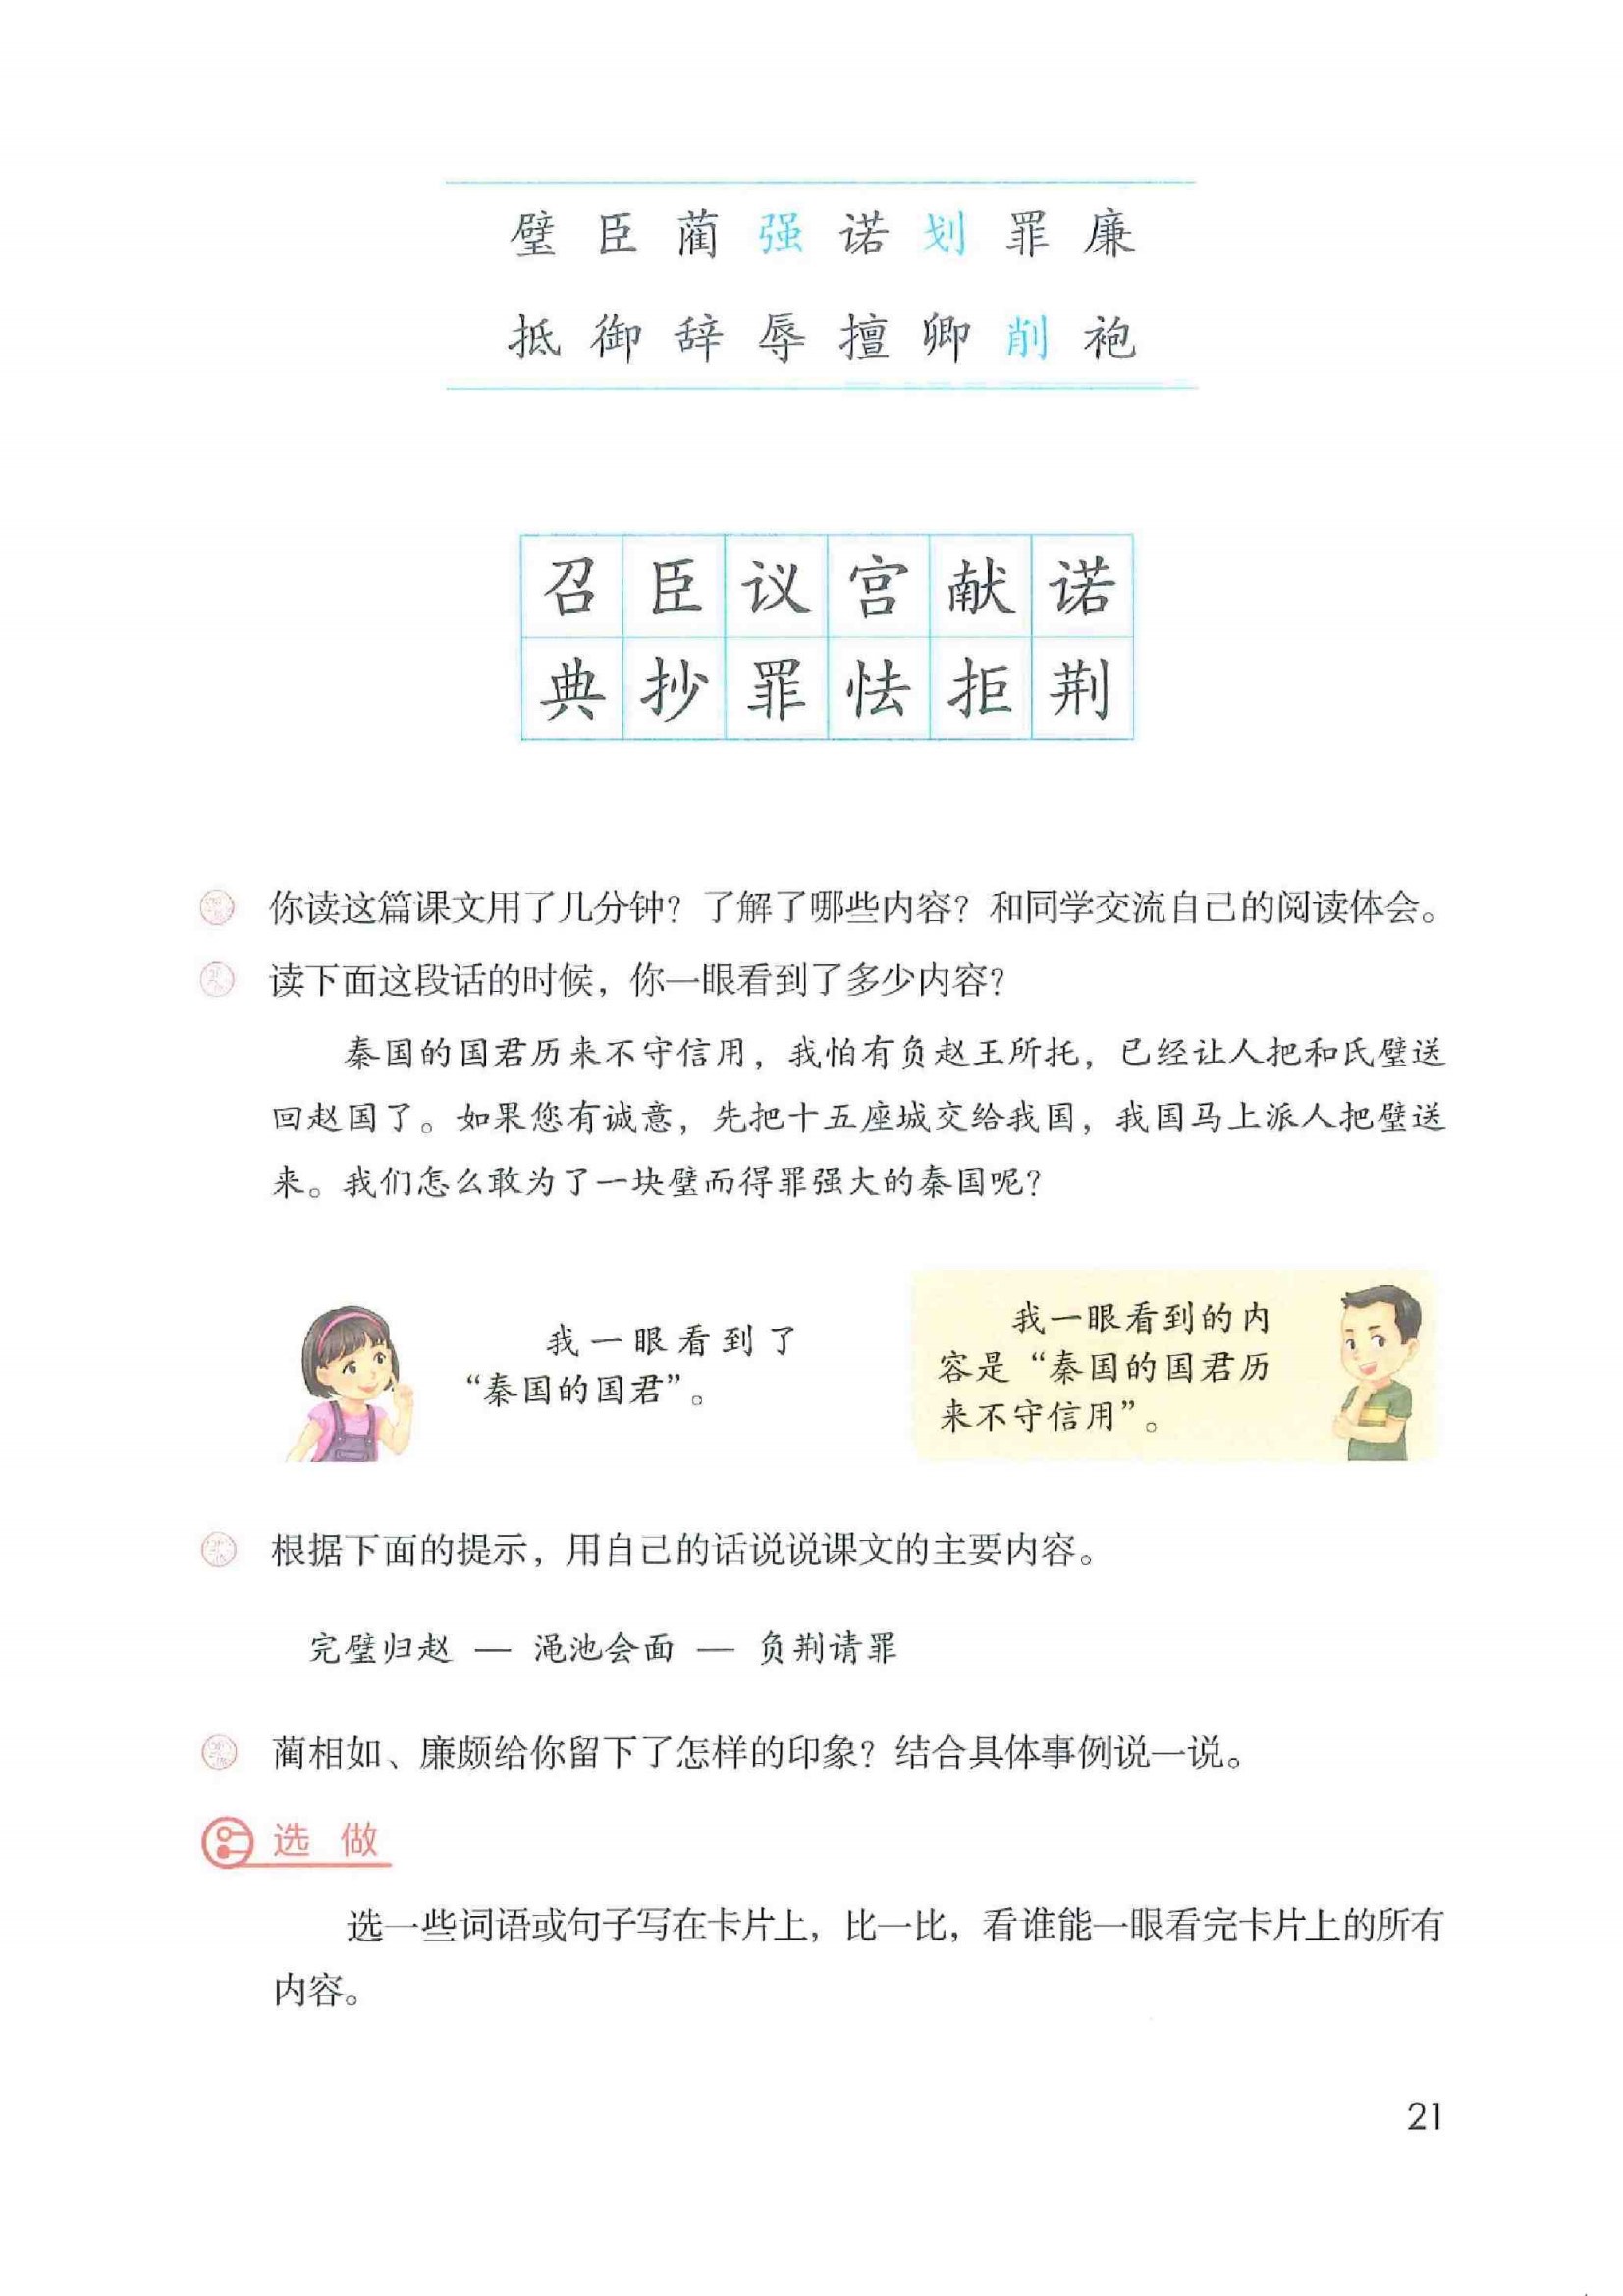 璧 臣 蔺 强 诺 划 罪 廉
抵 御 辞 辱 擅 卿 削 袍
召 臣 议 宫 献 诺
典 抄 罪 怯 拒 荆
你读这篇课文用了几分钟？了解了哪些内容？和同学交流自己的阅读体会。
读下面这段话的时候，你一眼看到了多少内容？
秦国的国君历来不守信用，我怕有负赵王所托，已经让人把和氏璧送
回赵国了。如果您有诚意，先把十五座城交给我国，我国马上派人把璧送
来。我们怎么敢为了一块璧而得罪强大的秦国呢？
我一眼看到了
“秦国的国君”。
我一眼看到的内
容是“秦国的国君历
来不守信用”。
根据下面的提示，用自己的话说说课文的主要内容。
完璧归赵 — 渑池会面 — 负荆请罪
蔺相如、廉颇给你留下了怎样的印象？结合具体事例说一说。
选 做
选一些词语或句子写在卡片上，比一比，看谁能一眼看完卡片上的所有
内容。
21